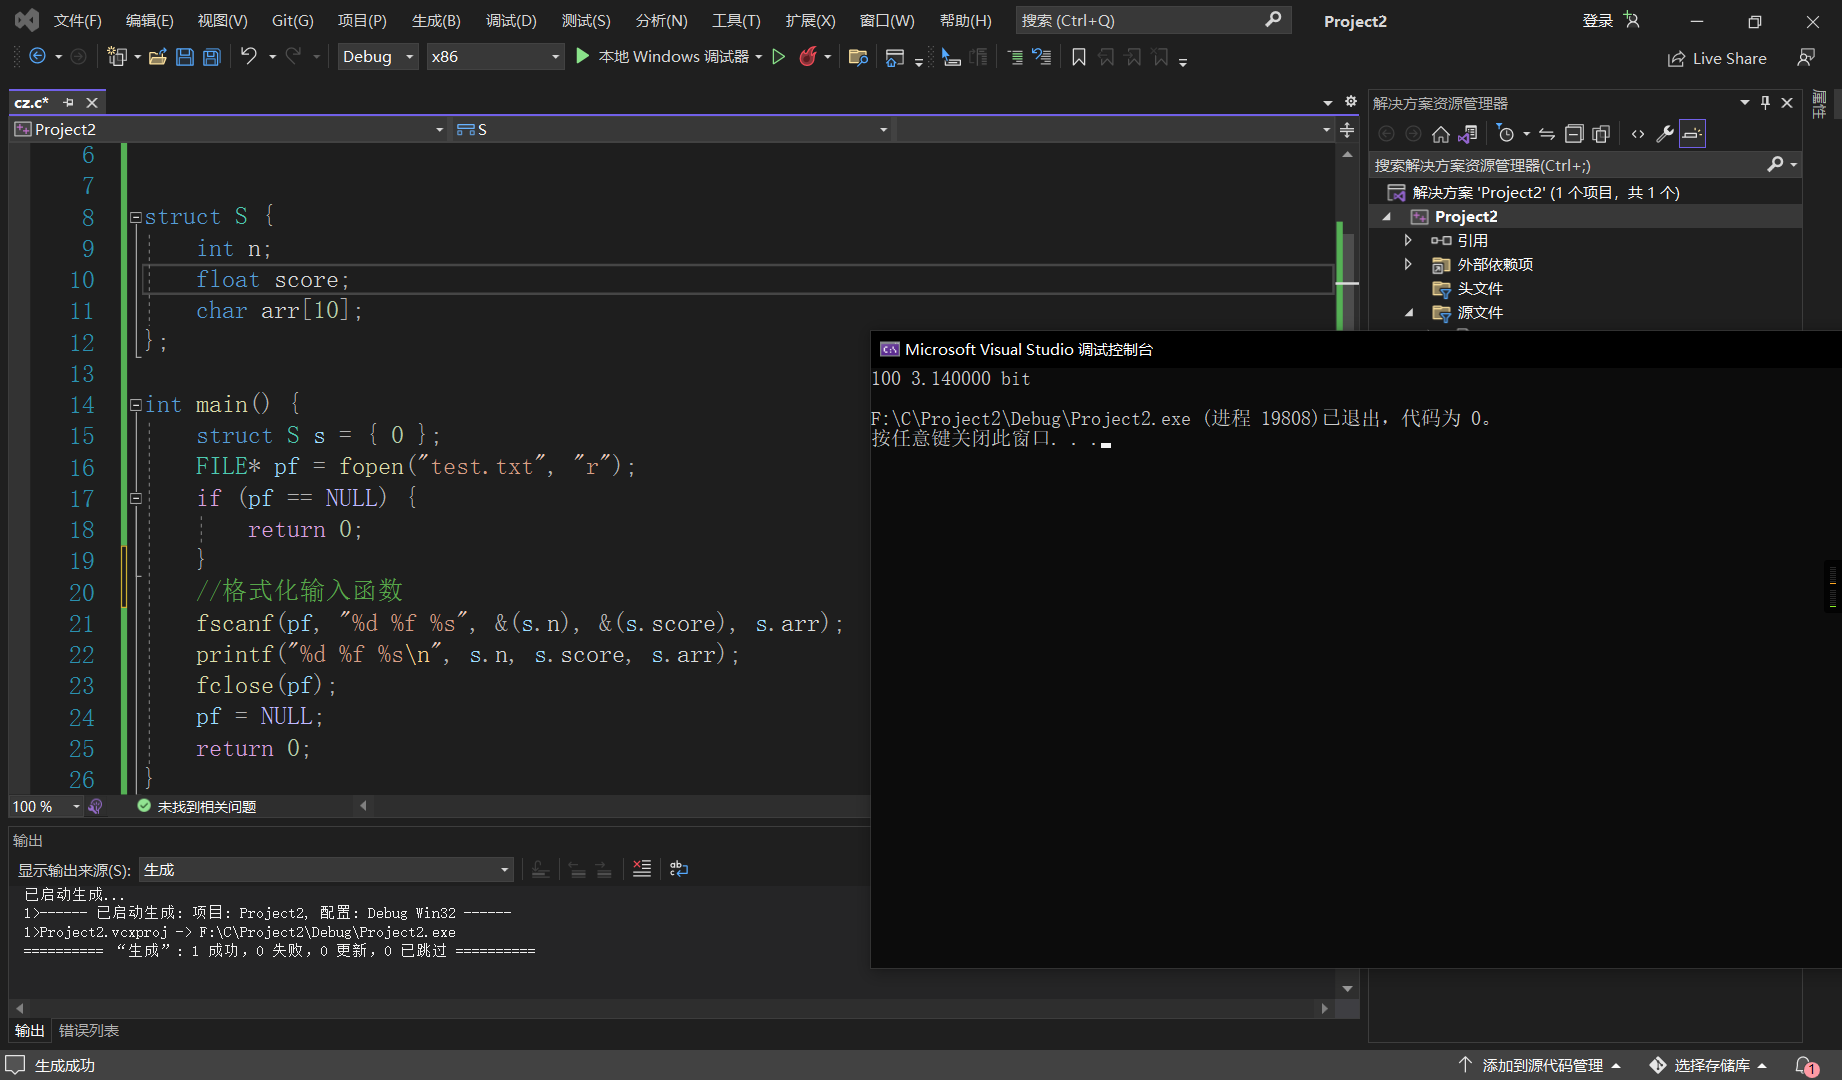 文件(F) 编辑(E) 视图(V) Git(G) 项目(P) 生成(B) 调试(D) 测试(S) 分析(N) 工具(T) 扩展(X) 窗口(W) 帮助(H) 搜索 (Ctrl+Q) Project2 登录
Debug x86 本地 Windows 调试器 Live Share
cz.c*
Project2 S
6
7
8 struct S {
9 int n;
10 float score;
11 char arr[10];
12 };
13
14 int main() {
15 struct S s = { 0 };
16 FILE* pf = fopen("test.txt", "r");
17 if (pf == NULL) {
18 return 0;
19 }
20 //格式化输入函数
21 fscanf(pf, "%d %f %s", &(s.n), &(s.score), s.arr);
22 printf("%d %f %s\n", s.n, s.score, s.arr);
23 fclose(pf);
24 pf = NULL;
25 return 0;
26 }
100 % 未找到相关问题
解决方案资源管理器
属性
搜索解决方案资源管理器(Ctrl+;)
解决方案 'Project2' (1 个项目，共 1 个)
Project2
引用
外部依赖项
头文件
源文件
Microsoft Visual Studio 调试控制台
100 3.140000 bit
F:\C\Project2\Debug\Project2.exe (进程 19808)已退出，代码为 0。
按任意键关闭此窗口. . .
输出
显示输出来源(S): 生成
已启动生成...
1>------ 已启动生成: 项目: Project2, 配置: Debug Win32 ------
1>Project2.vcxproj -> F:\C\Project2\Debug\Project2.exe
========== “生成”: 1 成功，0 失败，0 更新，0 已跳过 ==========
输出 错误列表
生成成功 添加到源代码管理 选择存储库 1